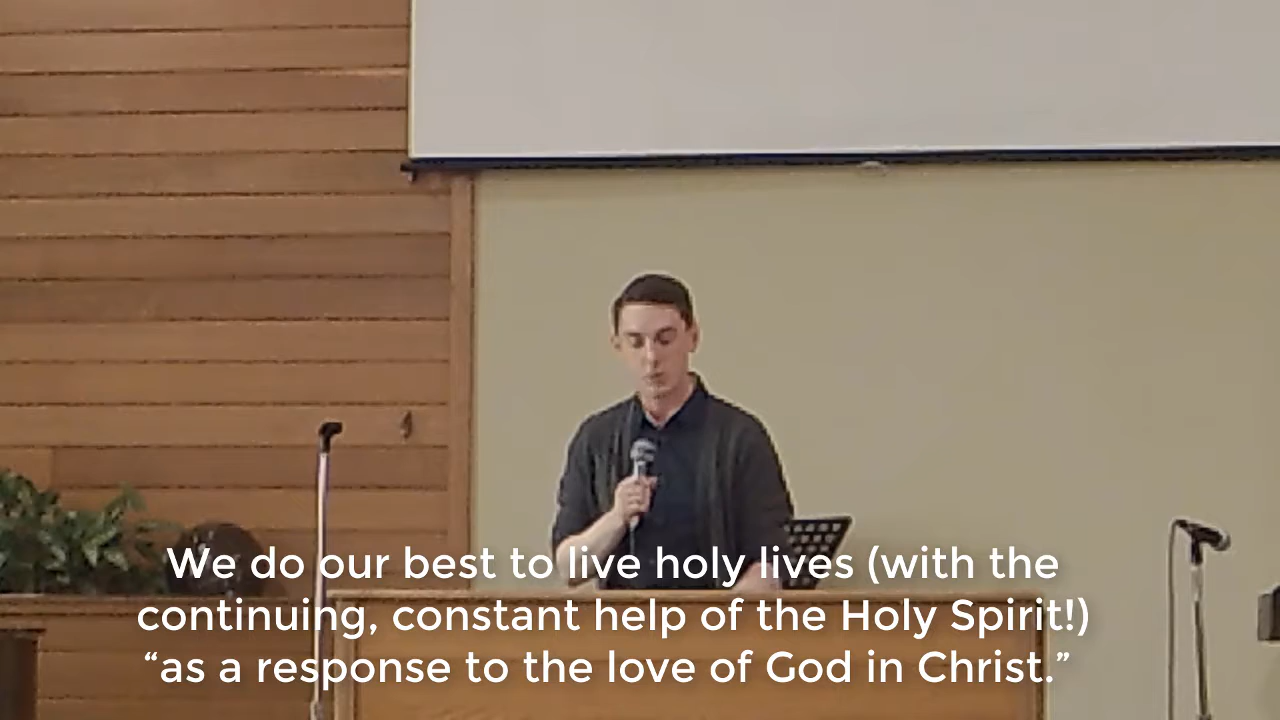 We do our best to live holy lives (with the
continuing, constant help of the Holy Spirit!)
“as a response to the love of God in Christ.”